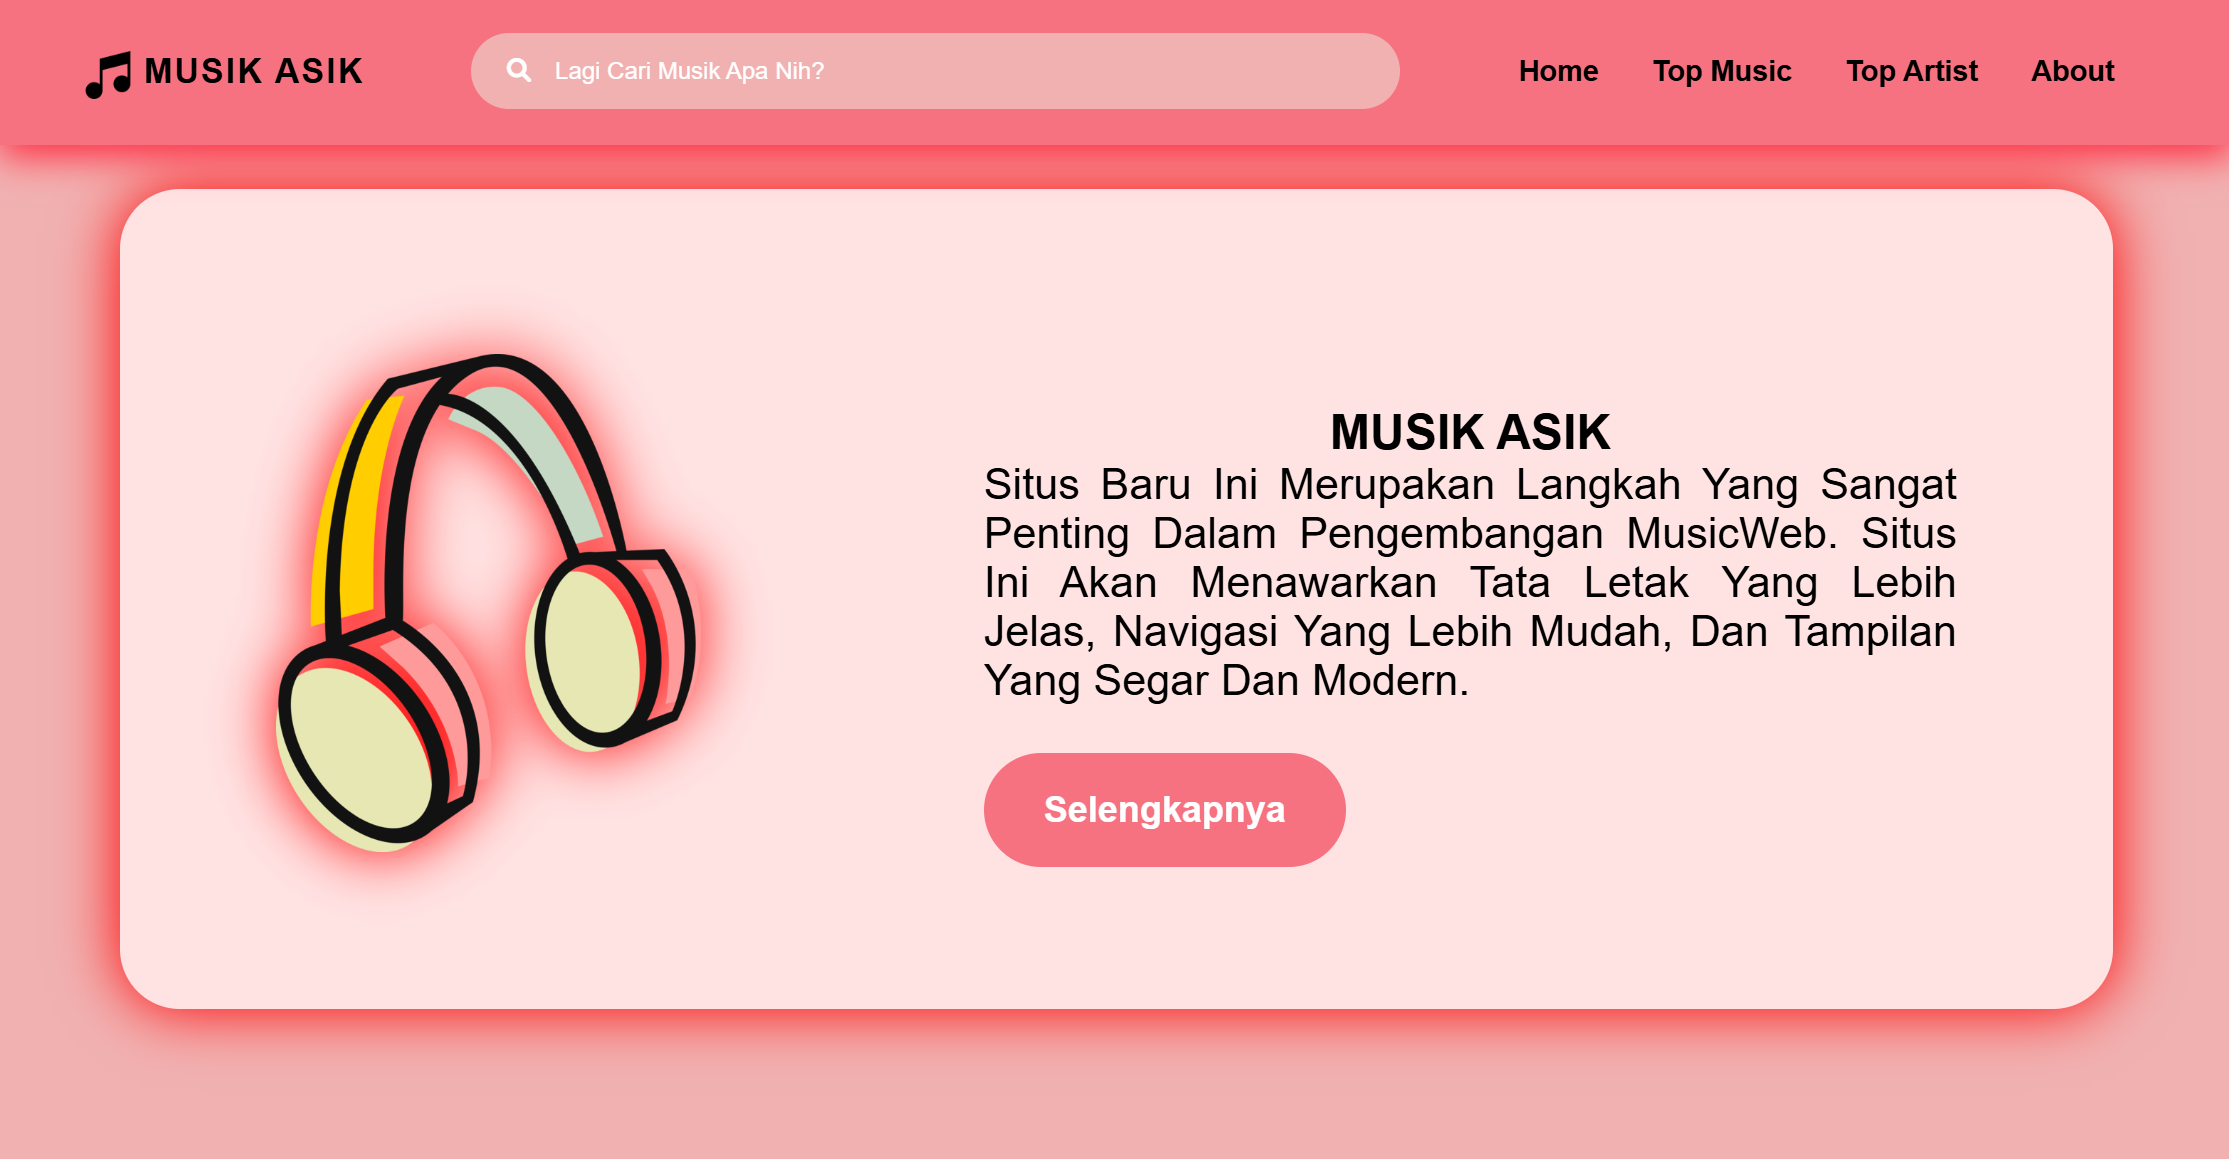 MUSIK ASIK
Lagi Cari Musik Apa Nih?
Home
Top Music
Top Artist
About
MUSIK ASIK
Situs Baru Ini Merupakan Langkah Yang Sangat
Penting Dalam Pengembangan MusicWeb. Situs
Ini Akan Menawarkan Tata Letak Yang Lebih
Jelas, Navigasi Yang Lebih Mudah, Dan Tampilan
Yang Segar Dan Modern.
Selengkapnya